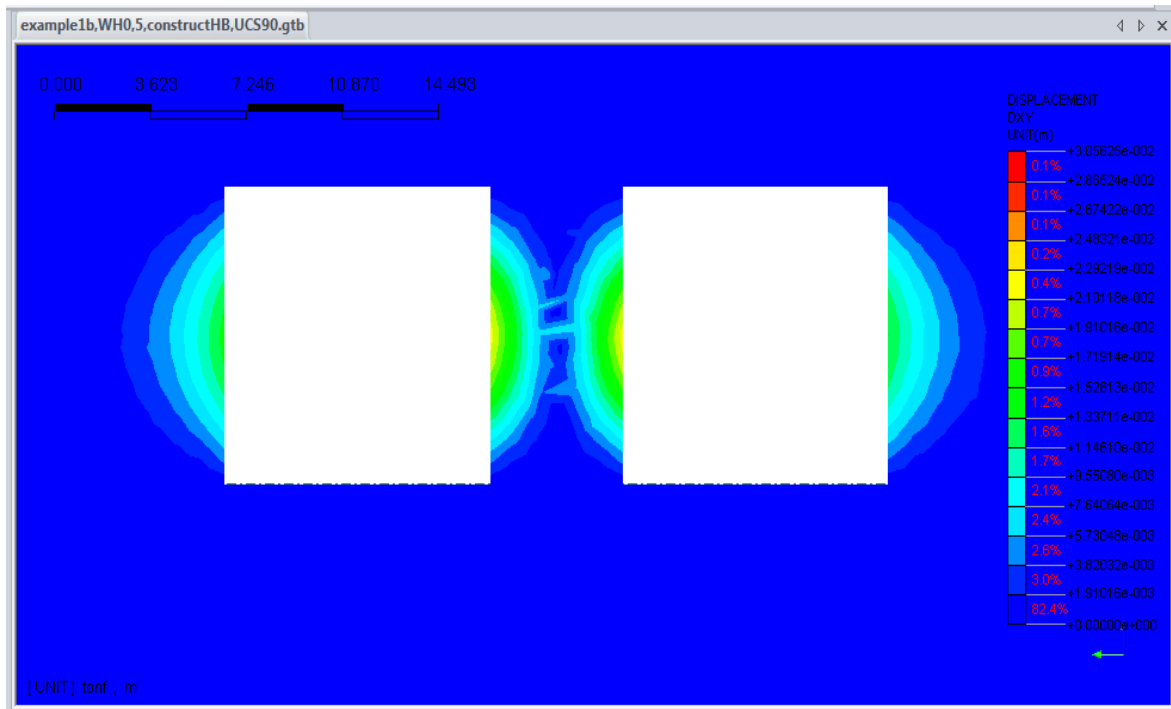 example1b,WH0,5,constructHB,UCS90.gtb
0.000 3.623 7.246 10.870 14.493
DISPLACEMENT
DXY
UNIT(m)
+3.05625e-002
0.1%
+2.86524e-002
0.1%
+2.67422e-002
0.1%
+2.48321e-002
0.2%
+2.29219e-002
0.4%
+2.10118e-002
0.7%
+1.91016e-002
0.7%
+1.71914e-002
0.9%
+1.52813e-002
1.2%
+1.33711e-002
1.6%
+1.14610e-002
1.7%
+9.55080e-003
2.1%
+7.64064e-003
2.4%
+5.73048e-003
2.6%
+3.82032e-003
3.0%
+1.91016e-003
82.4%
+0.00000e+000
[ UNIT ] tonf , m